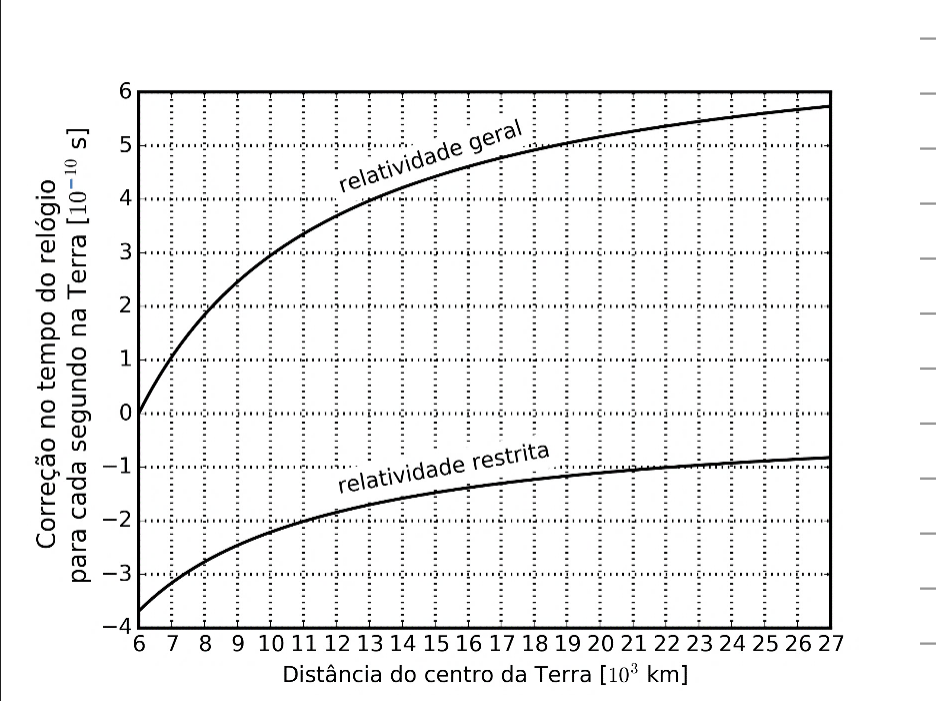 Correção no tempo do relógio
para cada segundo na Terra [10⁻¹⁰ s]
6
5
4
3
2
1
0
−1
−2
−3
−4
relatividade geral
relatividade restrita
6 7 8 9 10 11 12 13 14 15 16 17 18 19 20 21 22 23 24 25 26 27
Distância do centro da Terra [10³ km]